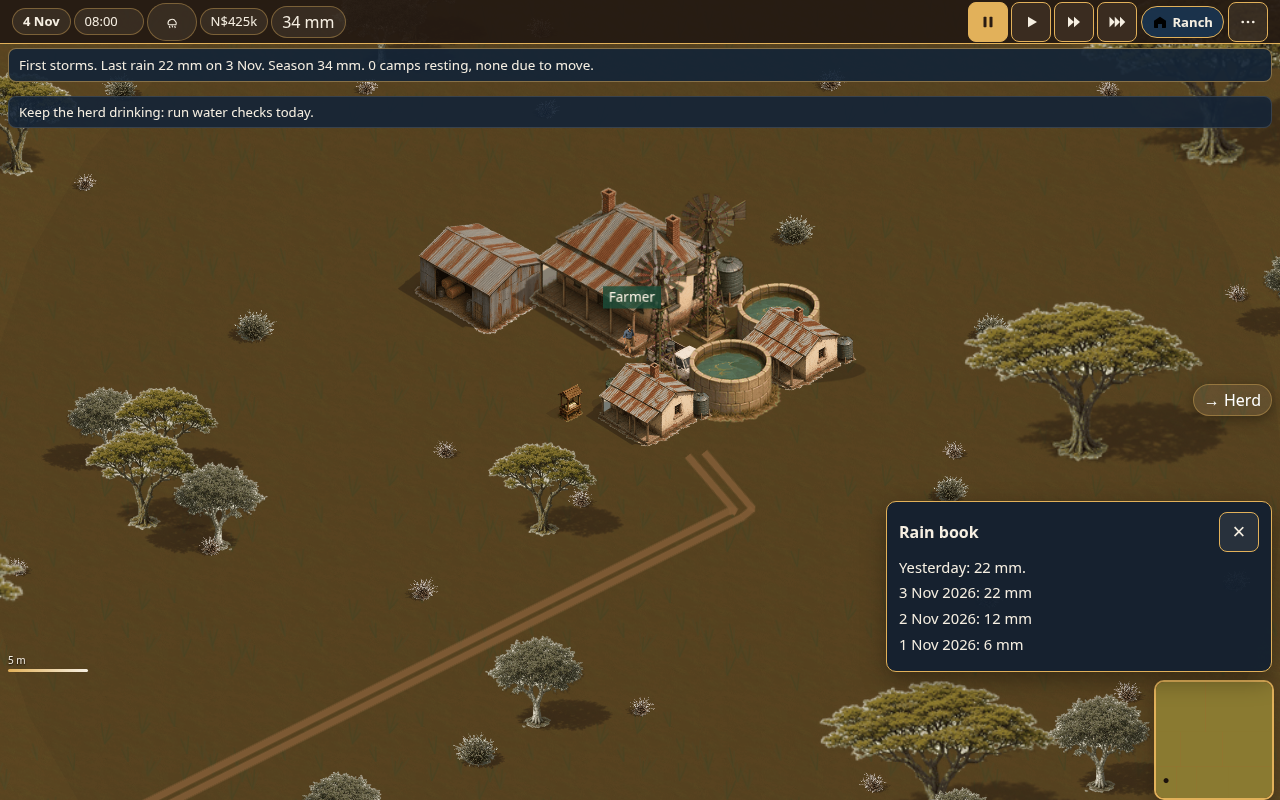 4 Nov
08:00
N$425k
34 mm
Ranch
First storms. Last rain 22 mm on 3 Nov. Season 34 mm. 0 camps resting, none due to move.
Keep the herd drinking: run water checks today.
Farmer
→ Herd
Rain book
Yesterday: 22 mm.
3 Nov 2026: 22 mm
2 Nov 2026: 12 mm
1 Nov 2026: 6 mm
5 m